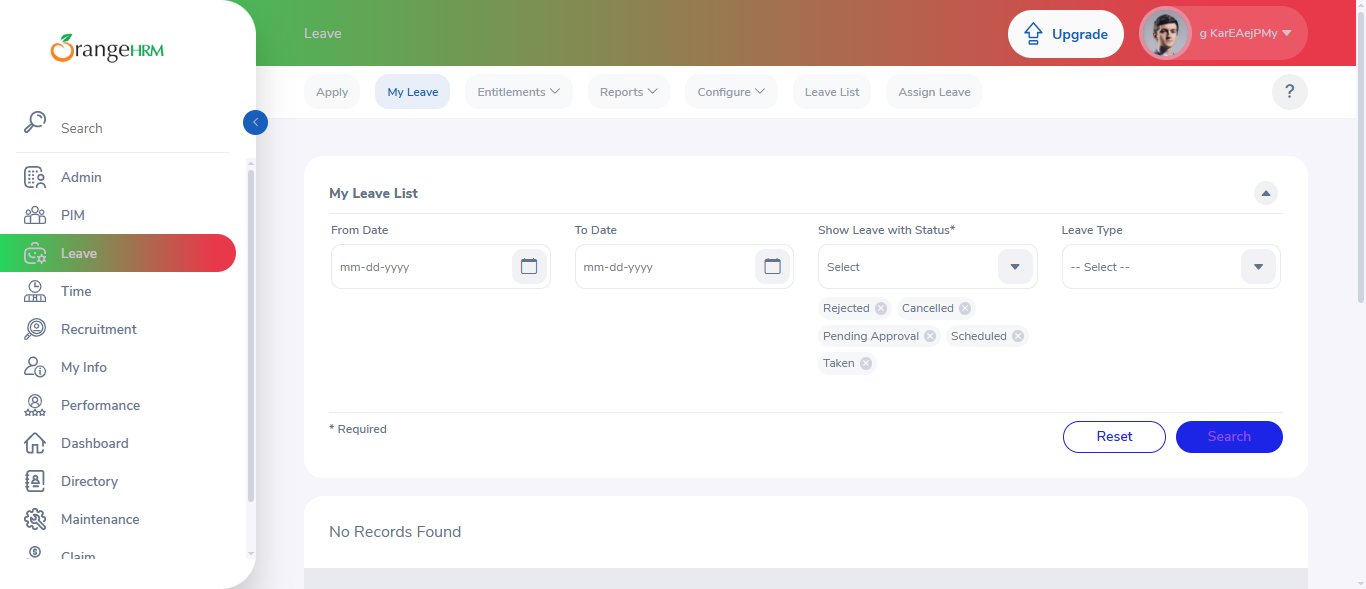 OrangeHRM
Leave
Upgrade
g KarEAejPMy
Search
Admin
PIM
Leave
Time
Recruitment
My Info
Performance
Dashboard
Directory
Maintenance
Claim
Apply
My Leave
Entitlements
Reports
Configure
Leave List
Assign Leave
?
My Leave List
From Date
To Date
Show Leave with Status*
Leave Type
mm-dd-yyyy
mm-dd-yyyy
Select
-- Select --
Rejected
Cancelled
Pending Approval
Scheduled
Taken
* Required
Reset
Search
No Records Found